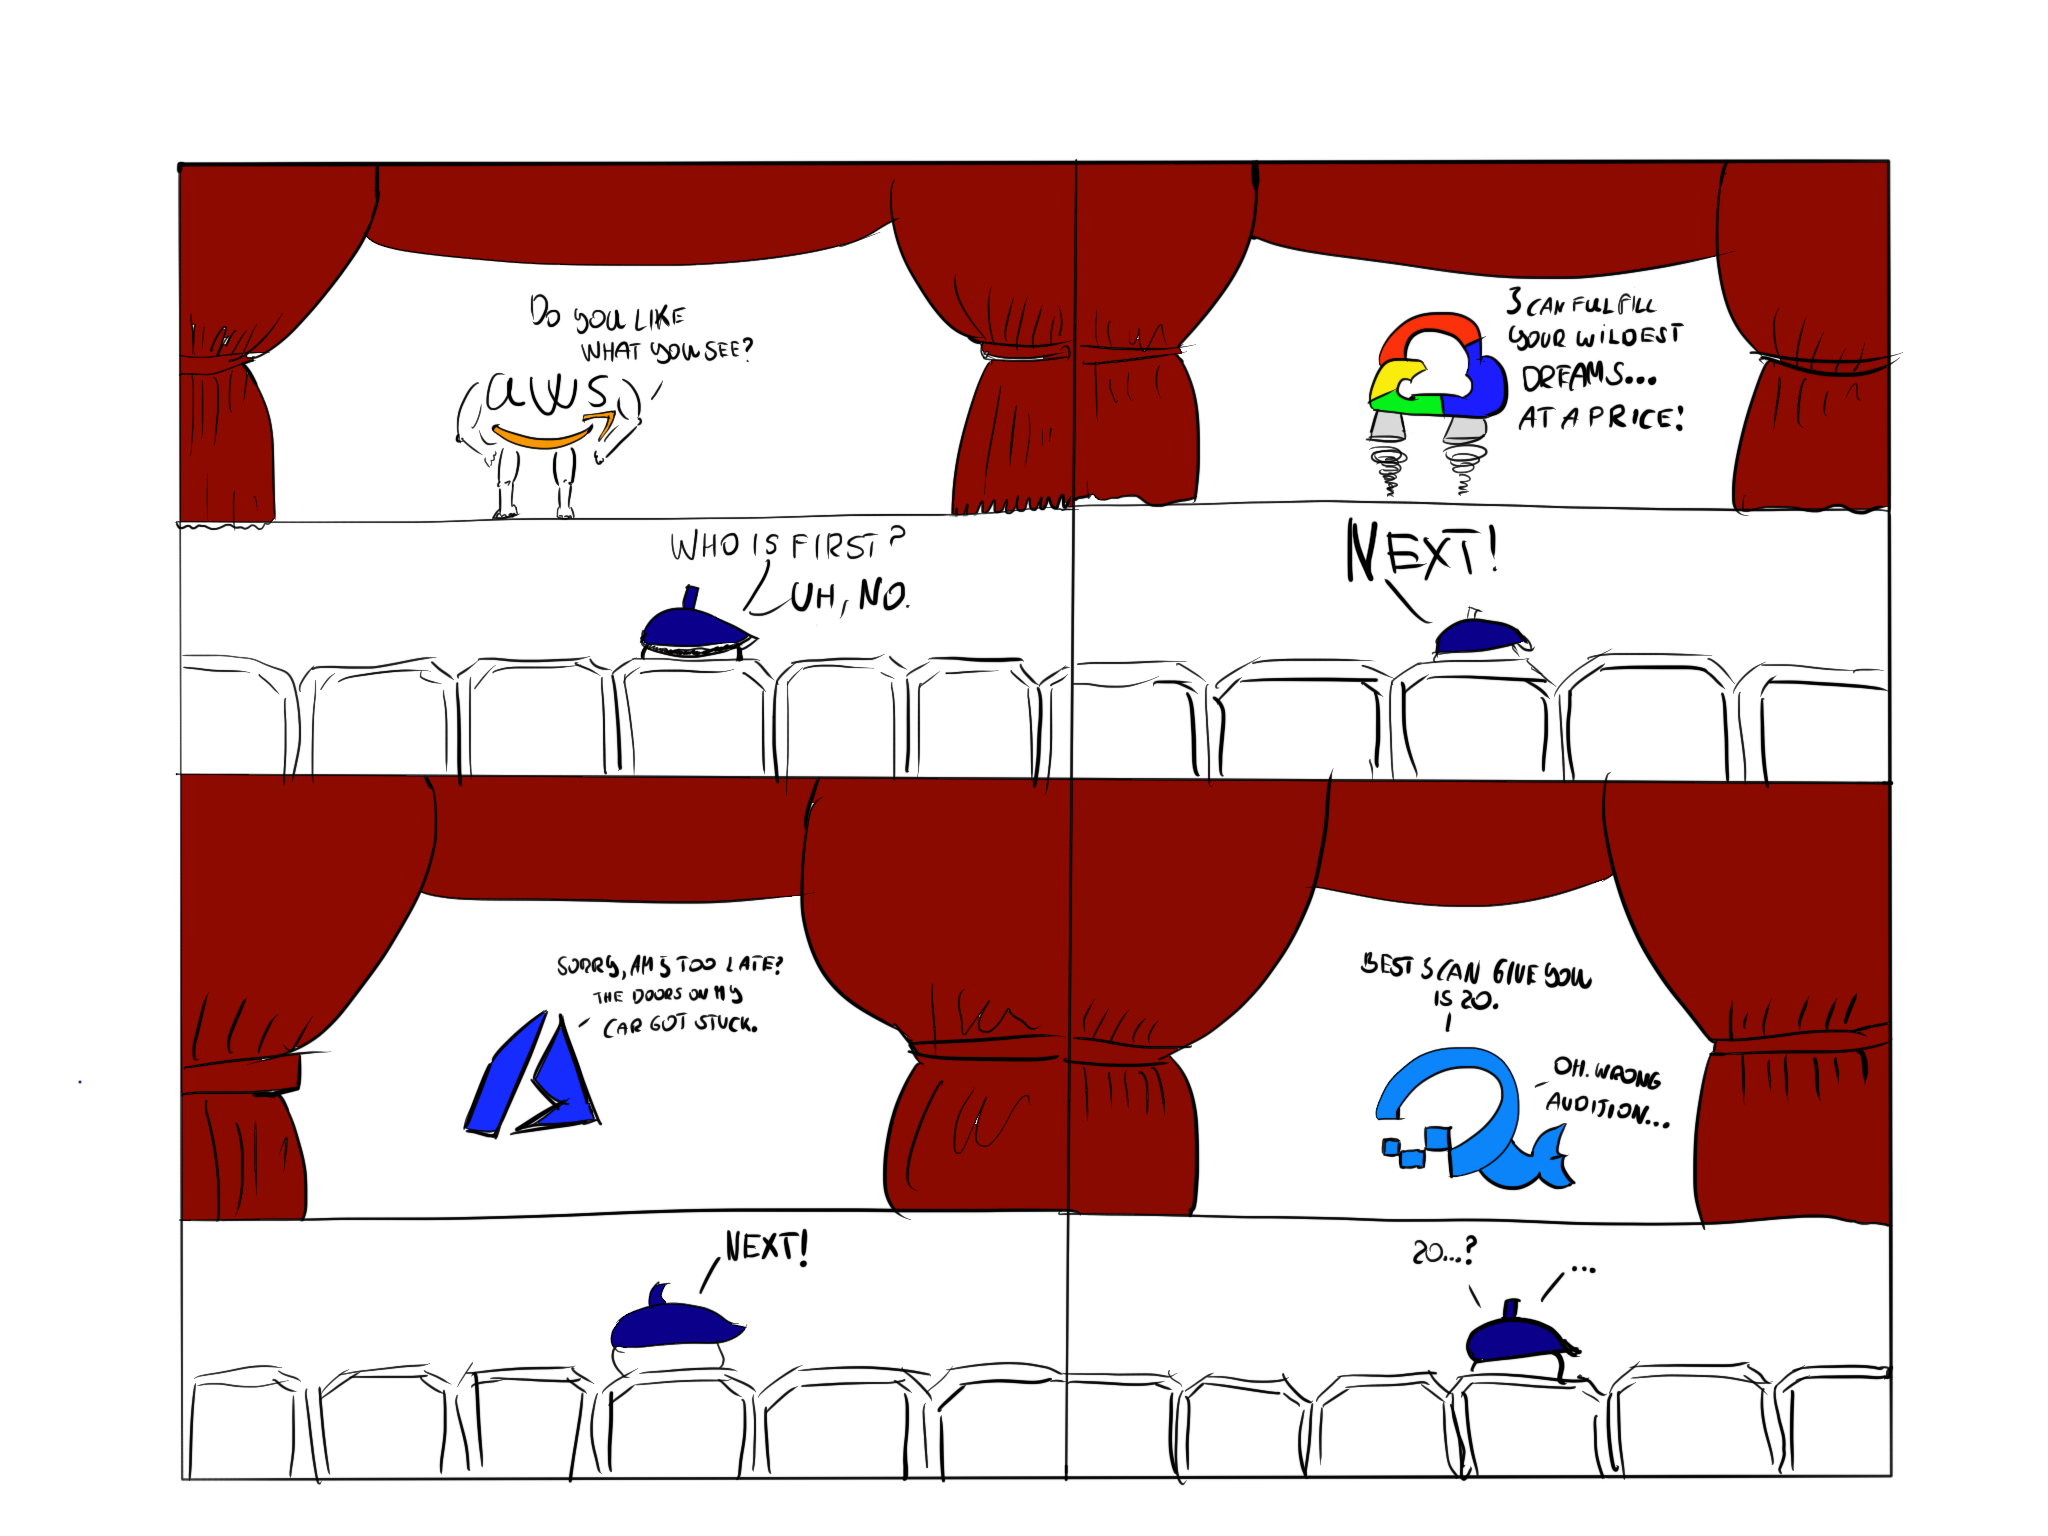 DO YOU LIKE
WHAT YOU SEE?
aws
WHO IS FIRST?
UH, NO.
I CAN FULFILL
YOUR WILDEST
DREAMS...
AT A PRICE!
NEXT!
SORRY, AM I TOO LATE?
THE DOORS ON MY
CAR GOT STUCK.
NEXT!
BEST I CAN GIVE YOU
IS 20.
OH. WRONG
AUDITION...
20...?
...